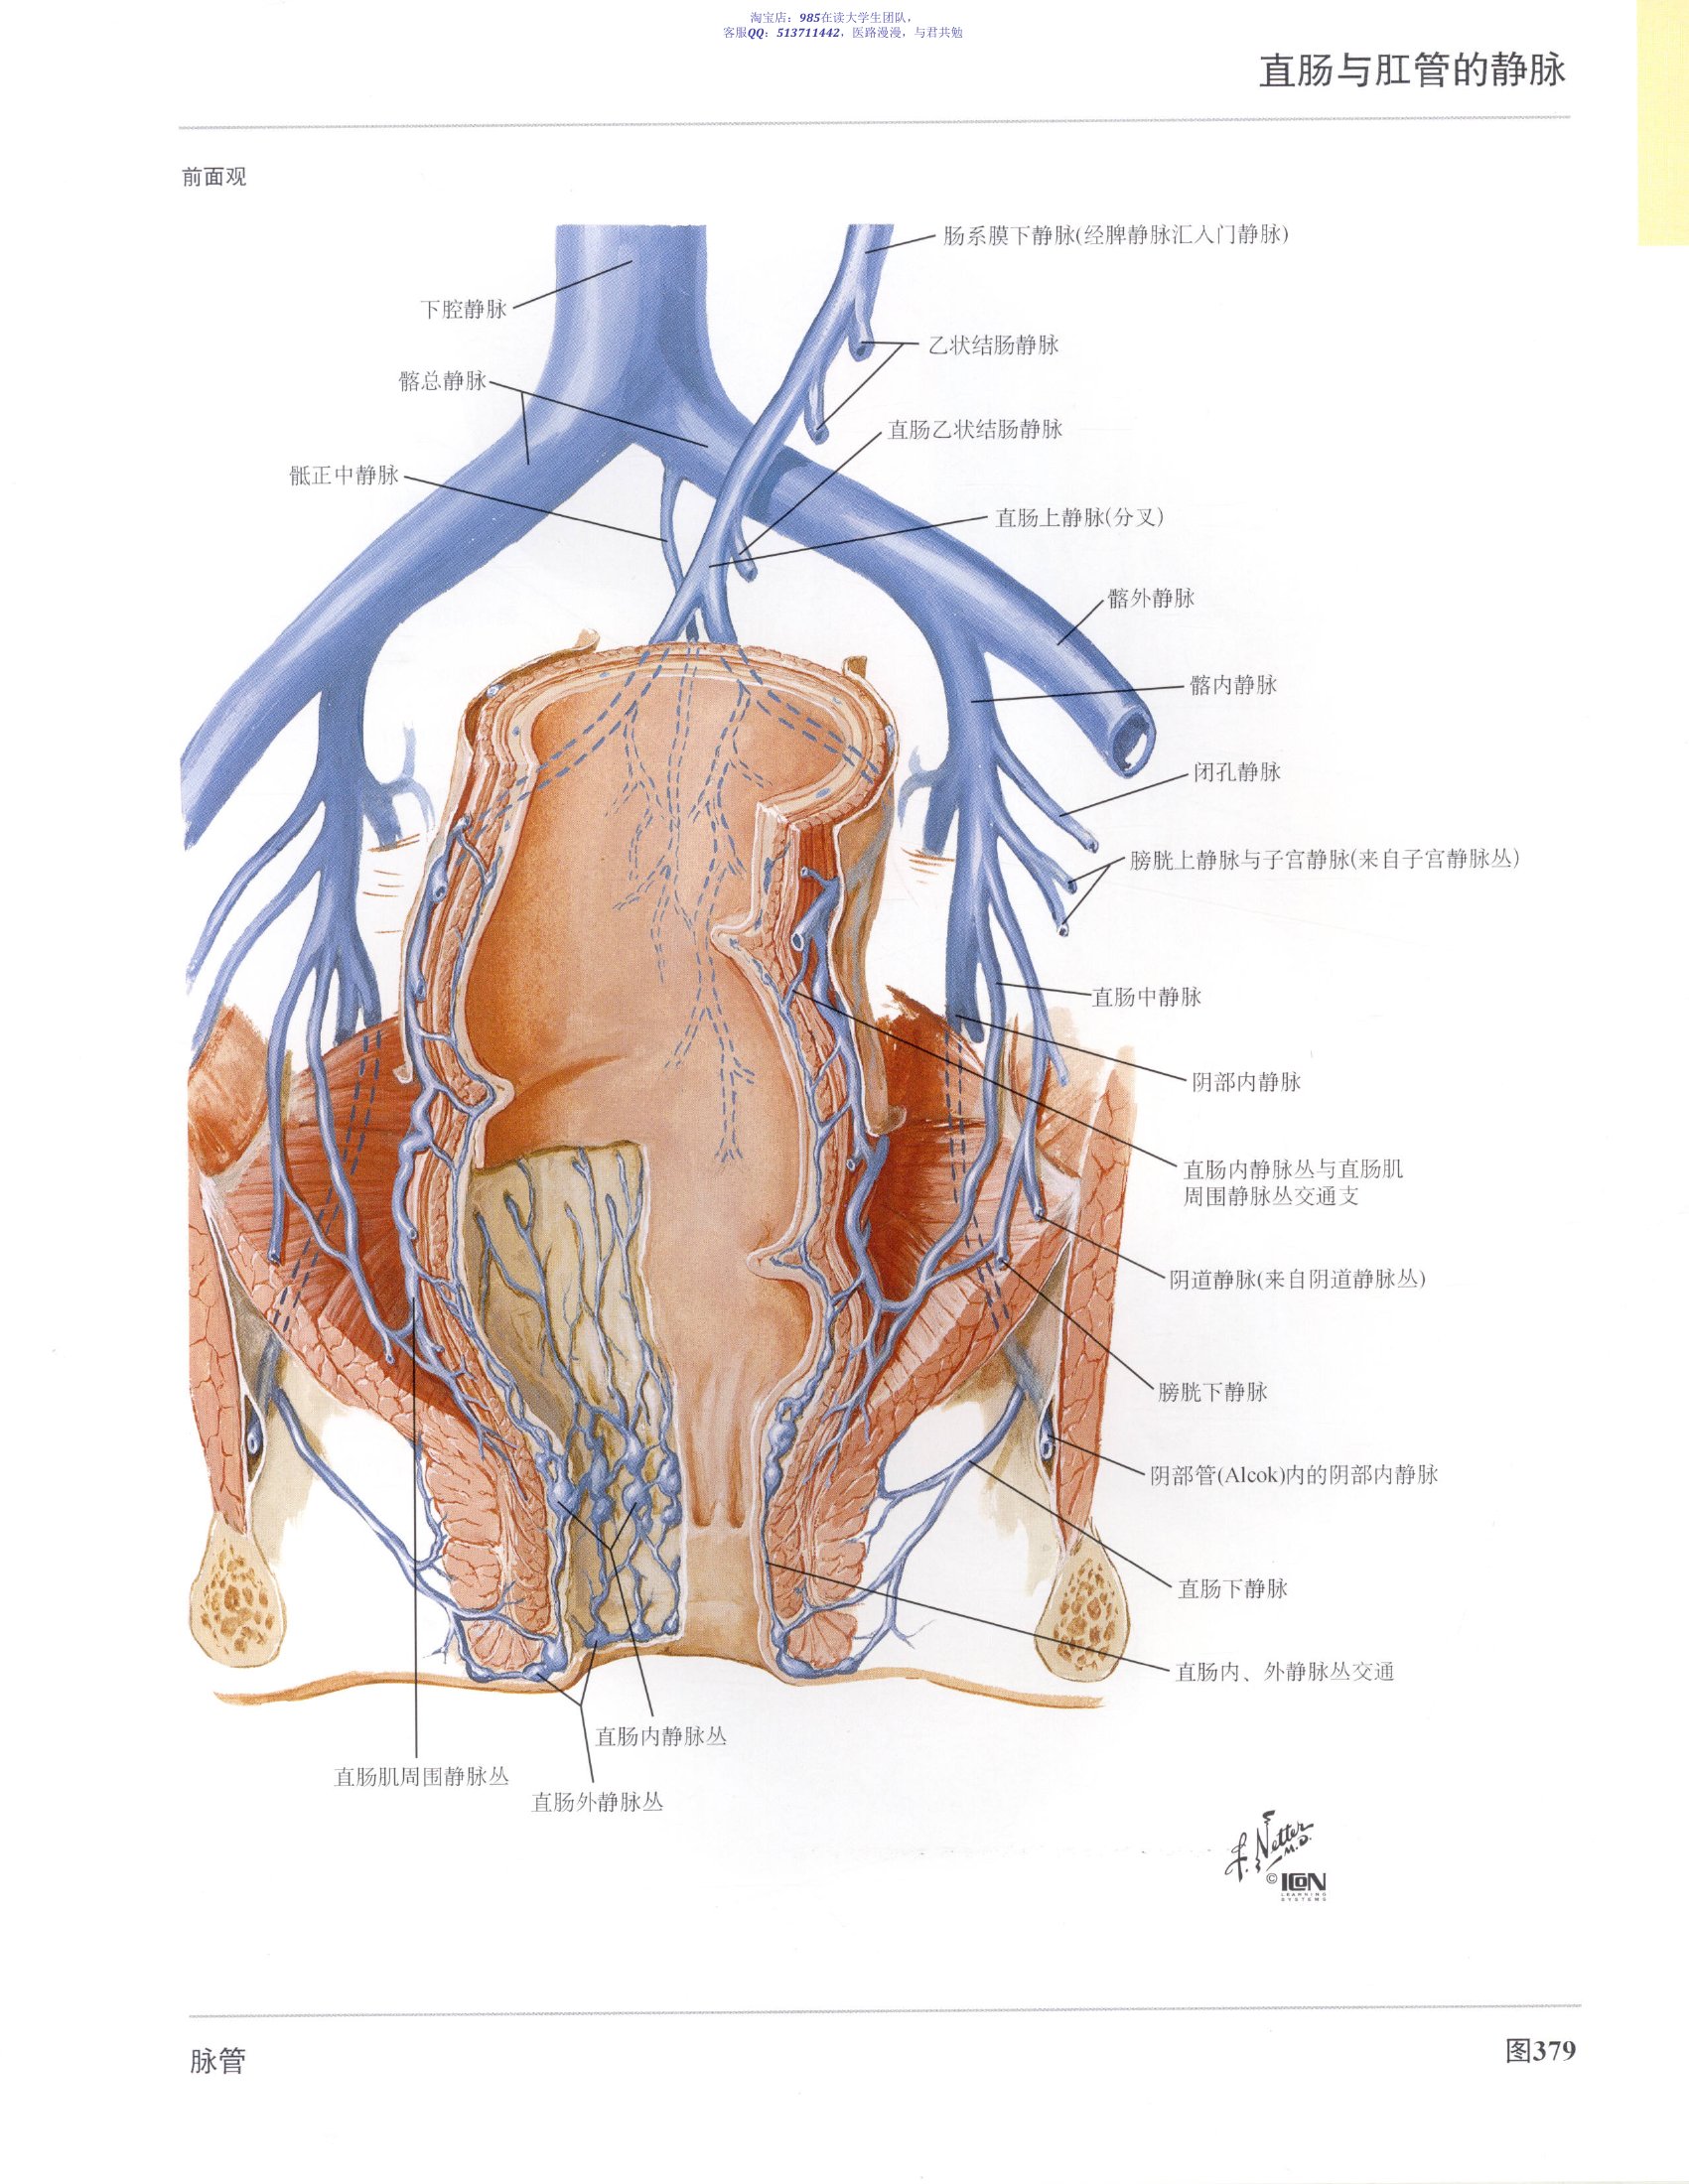 淘宝店：985在读大学生团队，
客服QQ：513711442，医路漫漫，与君共勉
直肠与肛管的静脉
前面观
肠系膜下静脉(经脾静脉汇入门静脉)
下腔静脉
乙状结肠静脉
髂总静脉
直肠乙状结肠静脉
骶正中静脉
直肠上静脉(分叉)
髂外静脉
髂内静脉
闭孔静脉
膀胱上静脉与子宫静脉(来自子宫静脉丛)
直肠中静脉
阴部内静脉
直肠内静脉丛与直肠肌
周围静脉丛交通支
阴道静脉(来自阴道静脉丛)
膀胱下静脉
阴部管(Alcok)内的阴部内静脉
直肠下静脉
直肠内、外静脉丛交通
直肠内静脉丛
直肠肌周围静脉丛
直肠外静脉丛
F. Netter
M.D.
© ICON
LEARNING
SYSTEMS
脉管
图379